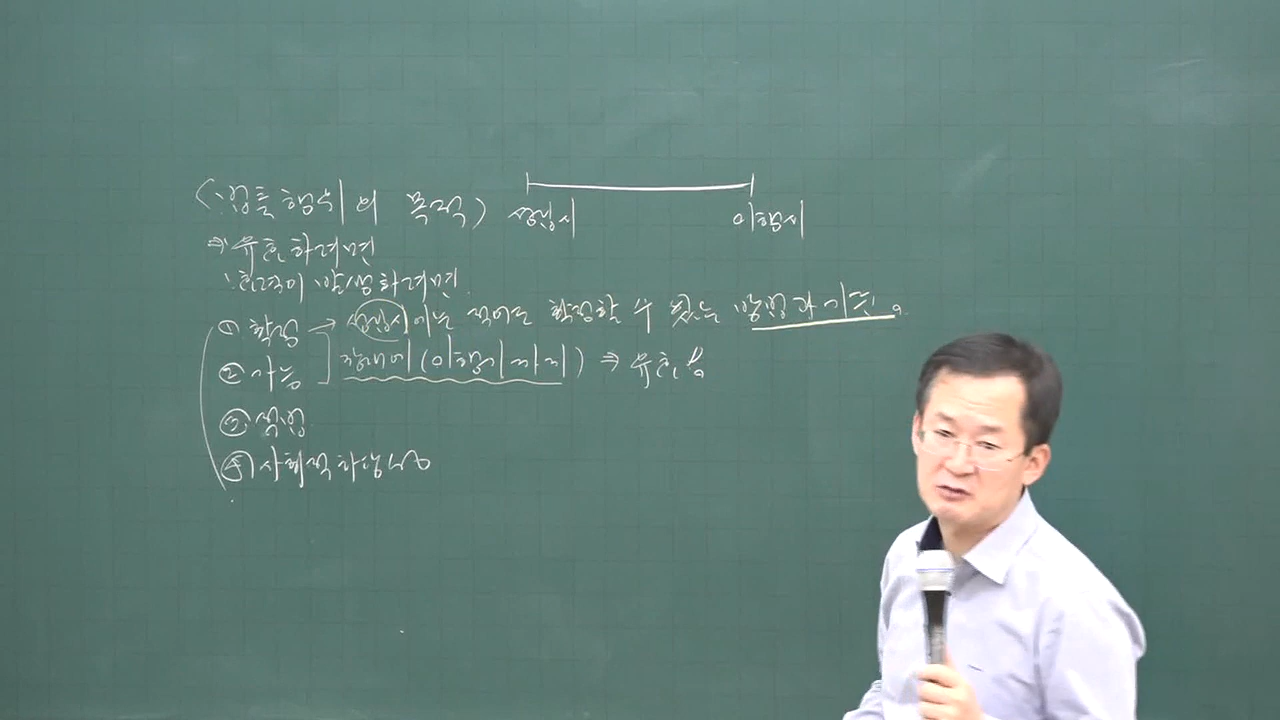 <법률행위의 목적> 성립시 이행시
⇒ 유효하려면
효력이 발생하려면
① 확정 → 성립시에는 적어도 확정할 수 있는 방법과 기준.
② 가능 장래에(이행기까지) ⇒ 유효
③ 적법
④ 사회적타당성